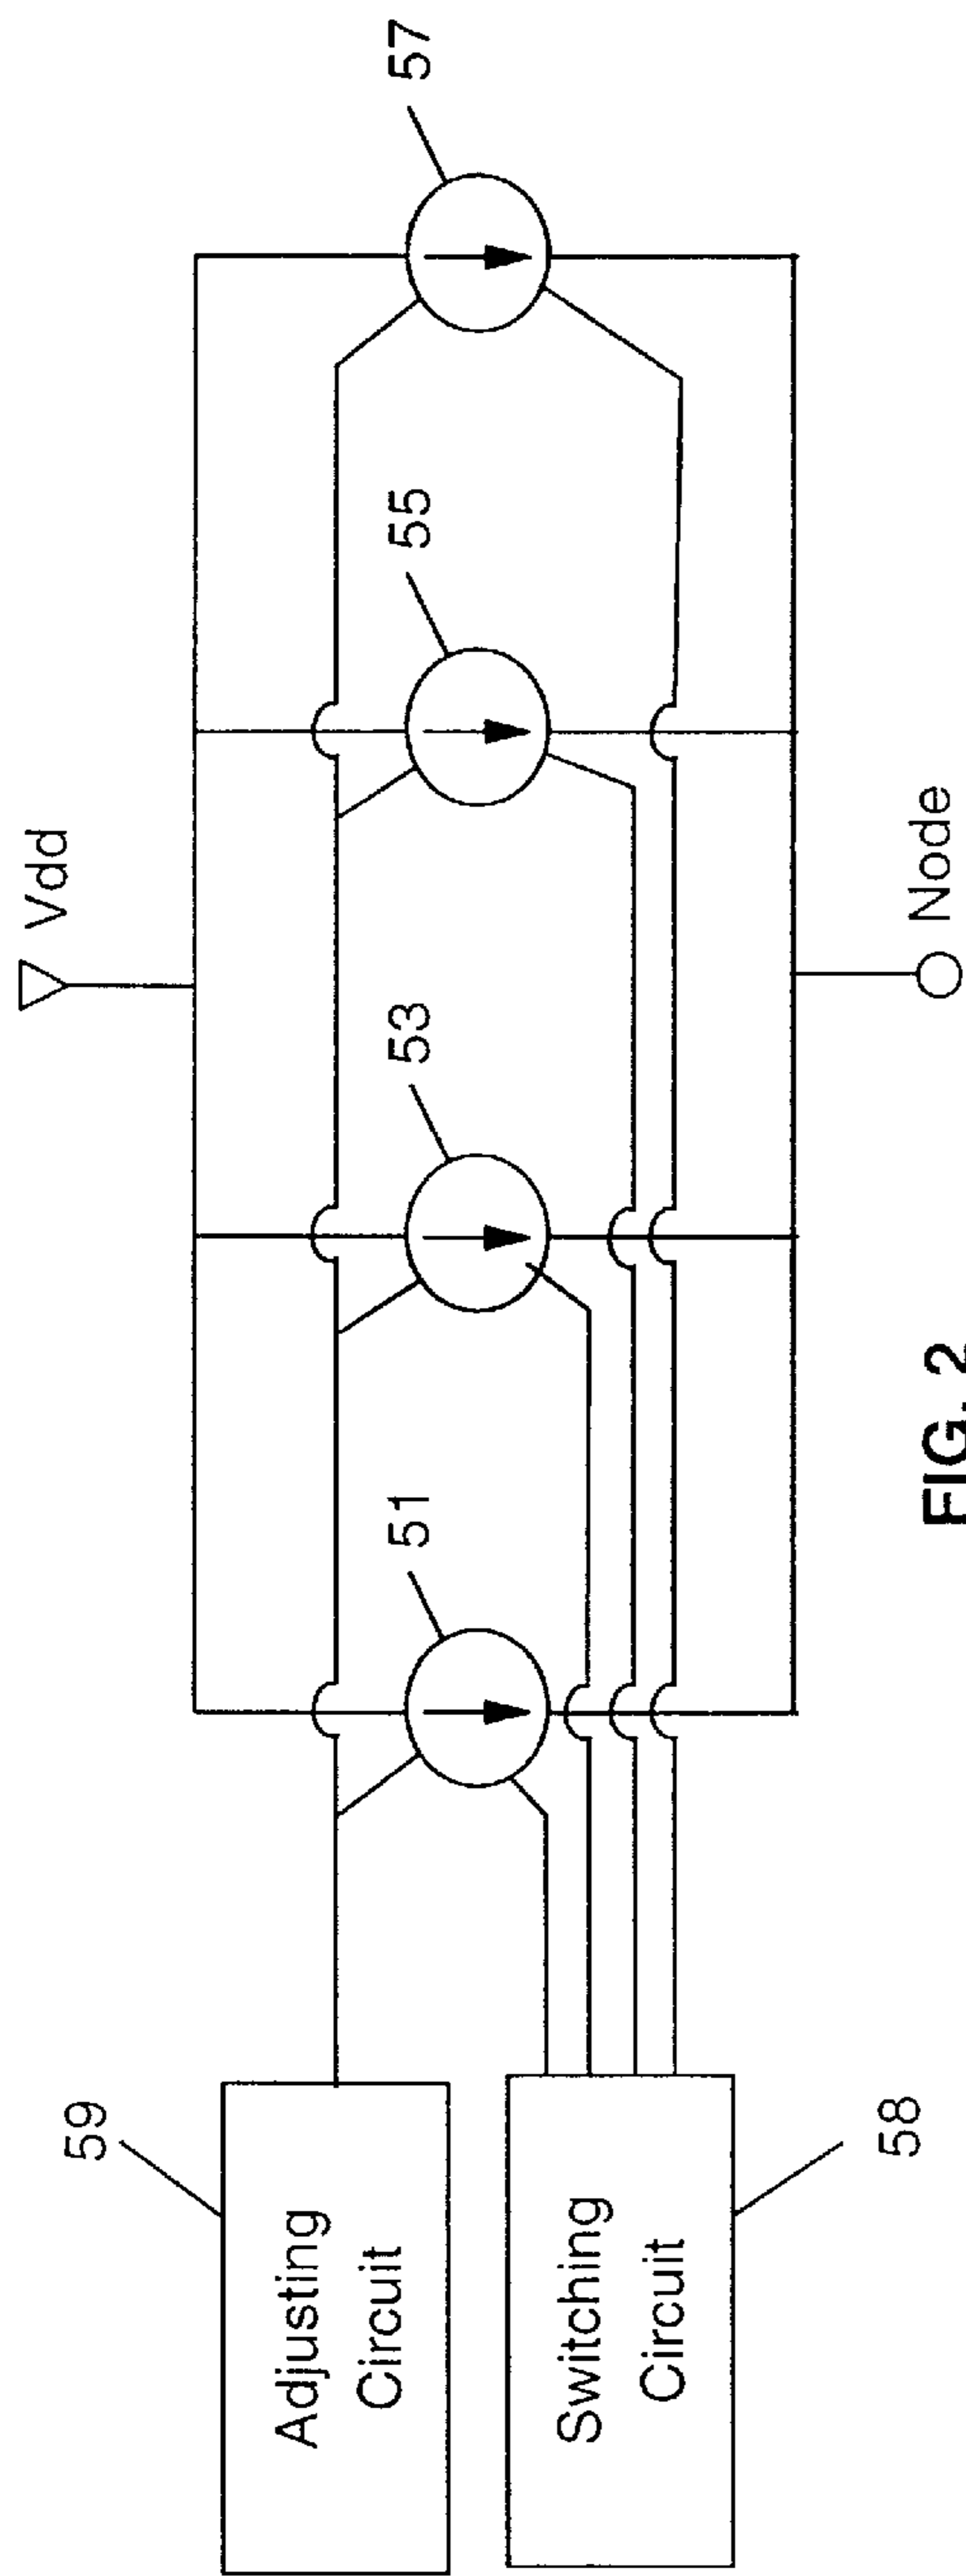 Vdd
59
Adjusting
Circuit
51
53
55
57
Switching
Circuit
58
Node
FIG. 2